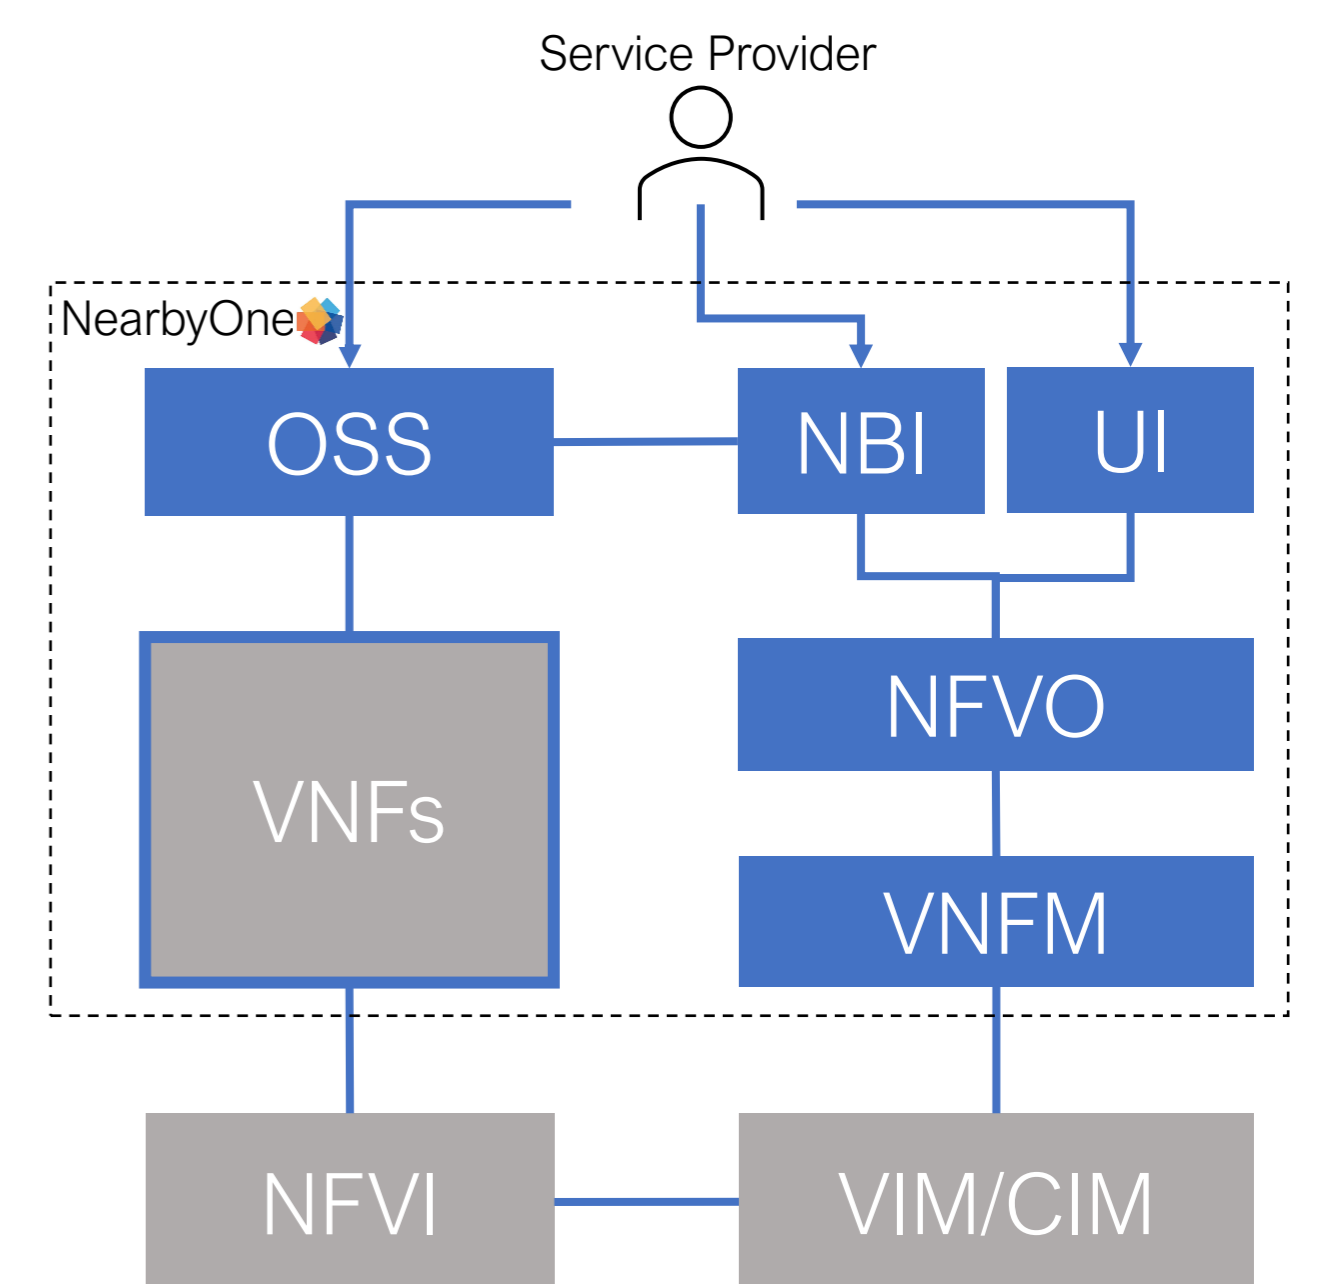 Service Provider
NearbyOne
OSS
NBI
UI
VNFs
NFVO
VNFM
NFVI
VIM/CIM